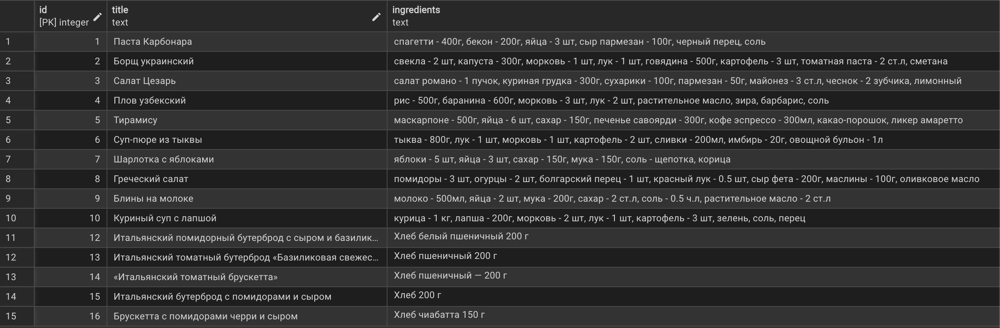 id title ingredients
[PK] integer text text
1 1 Паста Карбонара спагетти - 400г, бекон - 200г, яйца - 3 шт, сыр пармезан - 100г, черный перец, соль
2 2 Борщ украинский свекла - 2 шт, капуста - 300г, морковь - 1 шт, лук - 1 шт, говядина - 500г, картофель - 3 шт, томатная паста - 2 ст.л, сметана
3 3 Салат Цезарь салат романо - 1 пучок, куриная грудка - 300г, сухарики - 100г, пармезан - 50г, майонез - 3 ст.л, чеснок - 2 зубчика, лимонный
4 4 Плов узбекский рис - 500г, баранина - 600г, морковь - 3 шт, лук - 2 шт, растительное масло, зира, барбарис, соль
5 5 Тирамису маскарпоне - 500г, яйца - 6 шт, сахар - 150г, печенье савоярди - 300г, кофе эспрессо - 300мл, какао-порошок, ликер амаретто
6 6 Суп-пюре из тыквы тыква - 800г, лук - 1 шт, морковь - 1 шт, картофель - 2 шт, сливки - 200мл, имбирь - 20г, овощной бульон - 1л
7 7 Шарлотка с яблоками яблоки - 5 шт, яйца - 3 шт, сахар - 150г, мука - 150г, соль - щепотка, корица
8 8 Греческий салат помидоры - 3 шт, огурцы - 2 шт, болгарский перец - 1 шт, красный лук - 0.5 шт, сыр фета - 200г, маслины - 100г, оливковое масло
9 9 Блины на молоке молоко - 500мл, яйца - 2 шт, мука - 200г, сахар - 2 ст.л, соль - 0.5 ч.л, растительное масло - 2 ст.л
10 10 Куриный суп с лапшой курица - 1 кг, лапша - 200г, морковь - 2 шт, лук - 1 шт, картофель - 3 шт, зелень, соль, перец
11 12 Итальянский помидорный бутерброд с сыром и базилик… Хлеб белый пшеничный 200 г
12 13 Итальянский томатный бутерброд «Базиликовая свежес… Хлеб пшеничный 200 г
13 14 «Итальянский томатный брускетта» Хлеб пшеничный — 200 г
14 15 Итальянский бутерброд с помидорами и сыром Хлеб 200 г
15 16 Брускетта с помидорами черри и сыром Хлеб чиабатта 150 г